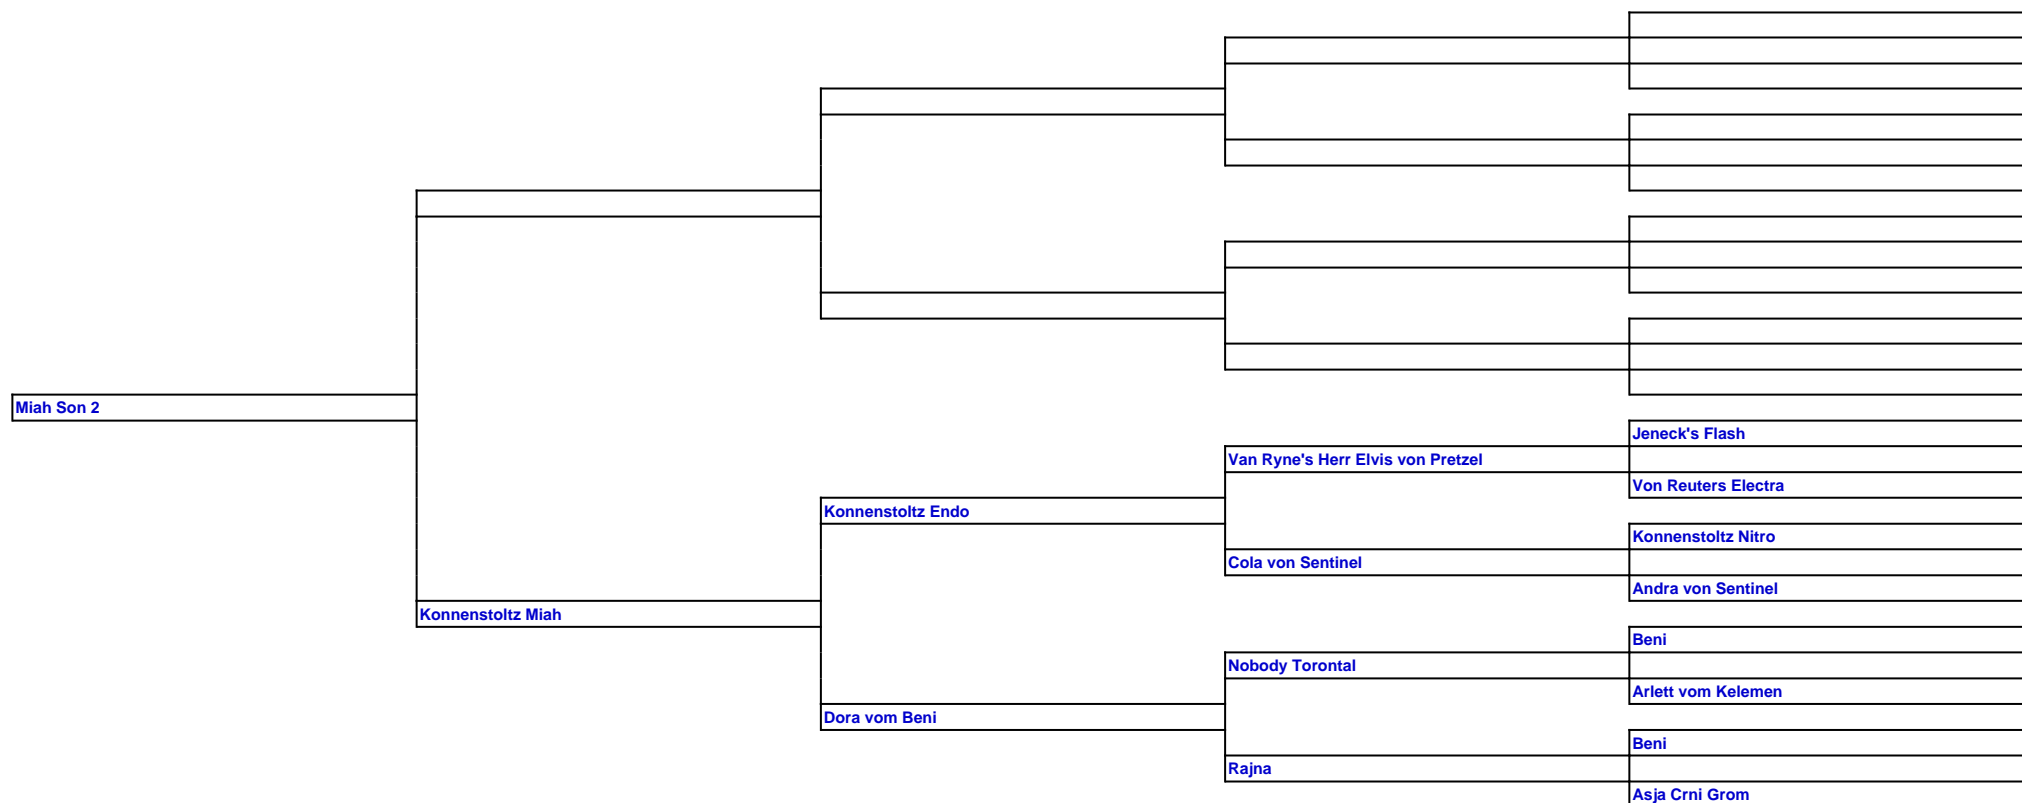 Miah Son 2
Konnenstoltz Miah
Konnenstoltz Endo
Dora vom Beni
Van Ryne's Herr Elvis von Pretzel
Cola von Sentinel
Nobody Torontal
Rajna
Jeneck's Flash
Von Reuters Electra
Konnenstoltz Nitro
Andra von Sentinel
Beni
Arlett vom Kelemen
Beni
Asja Crni Grom